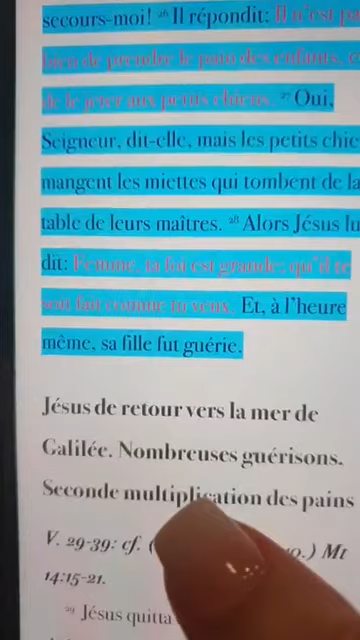 secours-moi! 26 Il répondit: Il n'est pa
bien de prendre le pain des enfants, e
de le jeter aux petits chiens. 27 Oui,
Seigneur, dit-elle, mais les petits chie
mangent les miettes qui tombent de la
table de leurs maîtres. 28 Alors Jésus lu
dit: Femme, ta foi est grande; qu'il te
soit fait comme tu veux. Et, à l'heure
même, sa fille fut guérie.
Jésus de retour vers la mer de
Galilée. Nombreuses guérisons.
Seconde multiplication des pains
V. 29-39: cf. ( 10.) Mt
14:15-21.
29 Jésus quitta